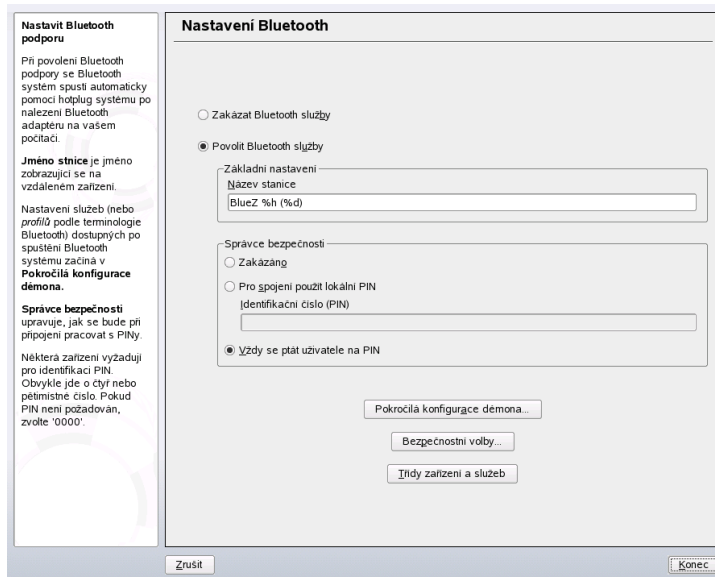 Nastavit Bluetooth
podporu
Při povolení Bluetooth
podpory se Bluetooth
systém spustí automaticky
pomocí hotplug systému po
nalezení Bluetooth
adaptéru na vašem
počítači.
Jméno stnice je jméno
zobrazující se na
vzdáleném zařízení.
Nastavení služeb (nebo
profilů podle terminologie
Bluetooth) dostupných po
spuštění Bluetooth
systému začíná v
Pokročilá konfigurace
démona.
Správce bezpečnosti
upravuje, jak se bude při
připojení pracovat s PINy.
Některá zařízení vyžadují
pro identifikaci PIN.
Obvykle jde o čtyř nebo
pětimístné číslo. Pokud
PIN není požadován,
zvolte '0000'.
Nastavení Bluetooth
Zakázat Bluetooth služby
Povolit Bluetooth služby
Základní nastavení
Název stanice
BlueZ %h (%d)
Správce bezpečnosti
Zakázáno
Pro spojení použít lokální PIN
Identifikační číslo (PIN)
Vždy se ptát uživatele na PIN
Pokročilá konfigurace démona...
Bezpečnostní volby...
Třídy zařízení a služeb
Zrušit
Konec